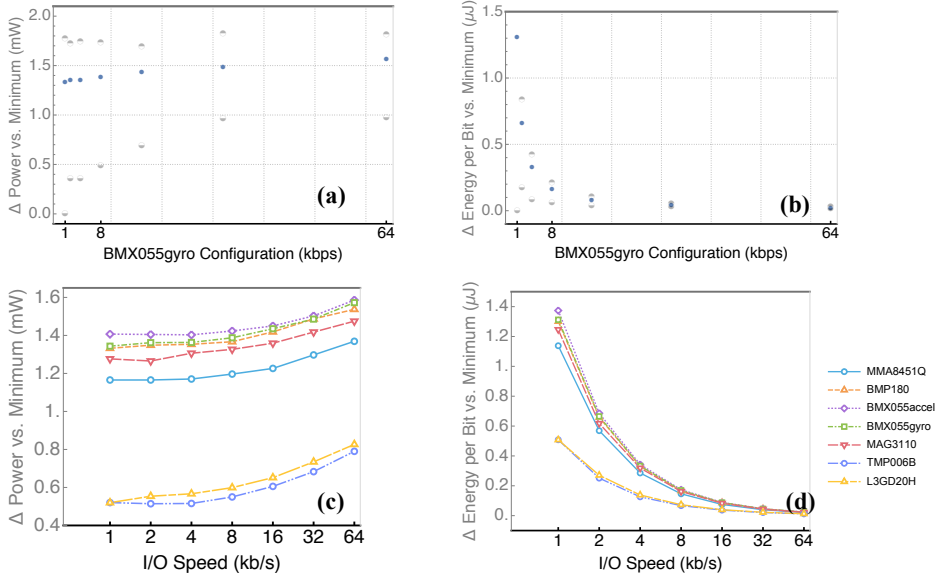 Δ Power vs. Minimum (mW)
2.0
1.5
1.0
0.5
0.0
1
8
64
BMX055gyro Configuration (kbps)
(a)
Δ Energy per Bit vs. Minimum (μJ)
1.5
1.0
0.5
0.0
1
8
64
BMX055gyro Configuration (kbps)
(b)
Δ Power vs. Minimum (mW)
1.6
1.4
1.2
1.0
0.8
0.6
0.4
1
2
4
8
16
32
64
I/O Speed (kb/s)
(c)
Δ Energy per Bit vs. Minimum (μJ)
1.4
1.2
1.
0.8
0.6
0.4
0.2
0
1
2
4
8
16
32
64
I/O Speed (kb/s)
(d)
MMA8451Q
BMP180
BMX055accel
BMX055gyro
MAG3110
TMP006B
L3GD20H